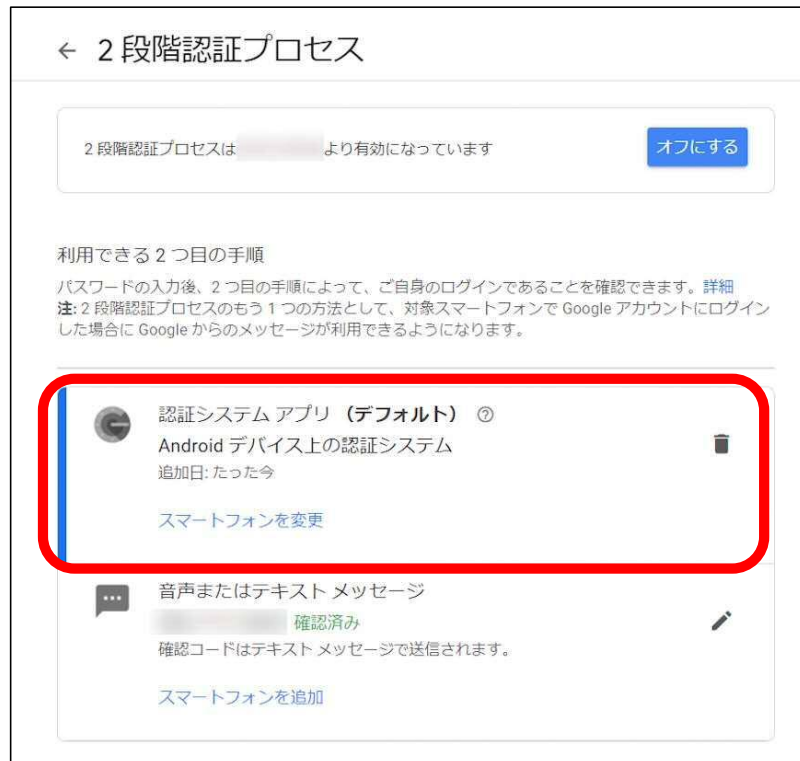 ← 2 段階認証プロセス
2 段階認証プロセスは より有効になっています
オフにする
利用できる 2 つ目の手順
パスワードの入力後、2 つ目の手順によって、ご自身のログインであることを確認できます。詳細
注: 2 段階認証プロセスのもう 1 つの方法として、対象スマートフォンで Google アカウントにログイン
した場合に Google からのメッセージが利用できるようになります。
認証システム アプリ （デフォルト）
Android デバイス上の認証システム
追加日: たった今
スマートフォンを変更
音声またはテキスト メッセージ
確認済み
確認コードはテキスト メッセージで送信されます。
スマートフォンを追加